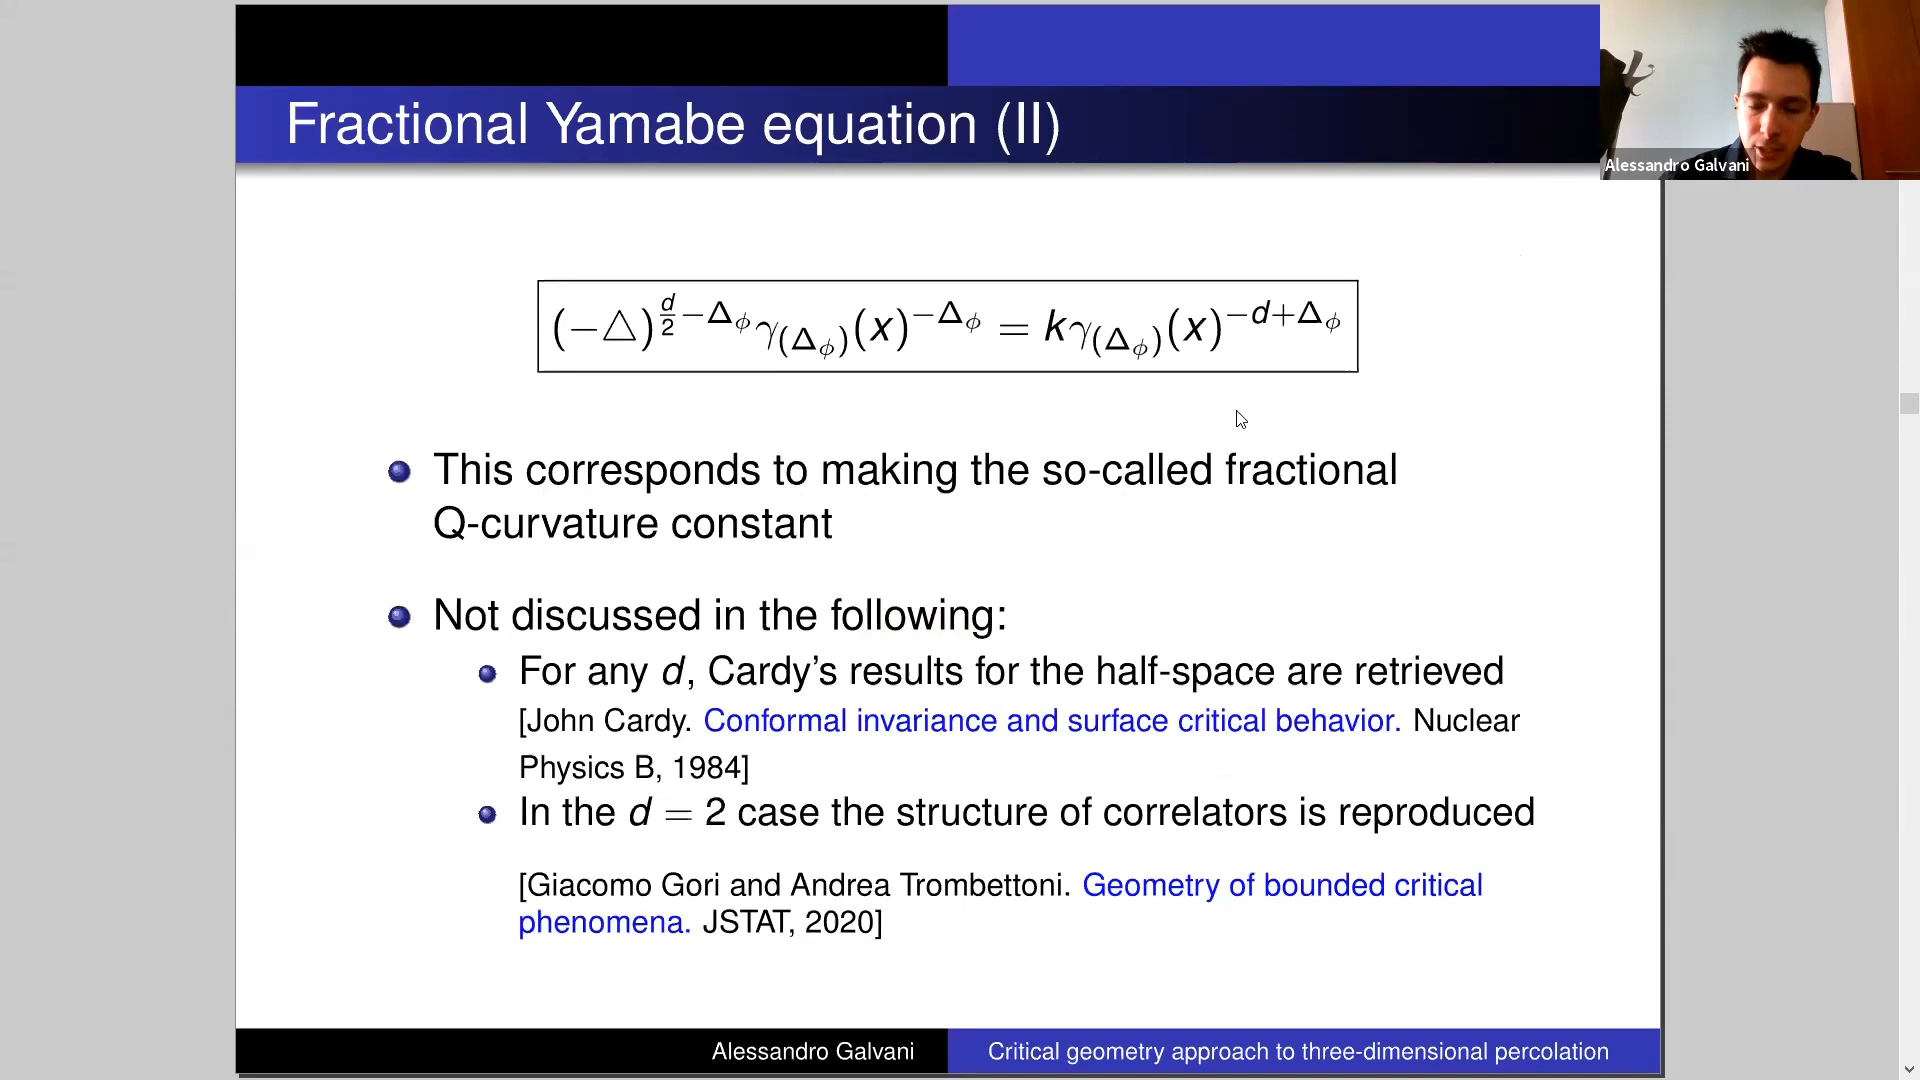 Fractional Yamabe equation (II)
Alessandro Galvani
(−△)^{d/2−Δ_ϕ} γ_{(Δ_ϕ)}(x)^{−Δ_ϕ} = kγ_{(Δ_ϕ)}(x)^{−d+Δ_ϕ}
This corresponds to making the so-called fractional
Q-curvature constant
Not discussed in the following:
For any d, Cardy's results for the half-space are retrieved
[John Cardy. Conformal invariance and surface critical behavior. Nuclear
Physics B, 1984]
In the d = 2 case the structure of correlators is reproduced
[Giacomo Gori and Andrea Trombettoni. Geometry of bounded critical
phenomena. JSTAT, 2020]
Alessandro Galvani
Critical geometry approach to three-dimensional percolation